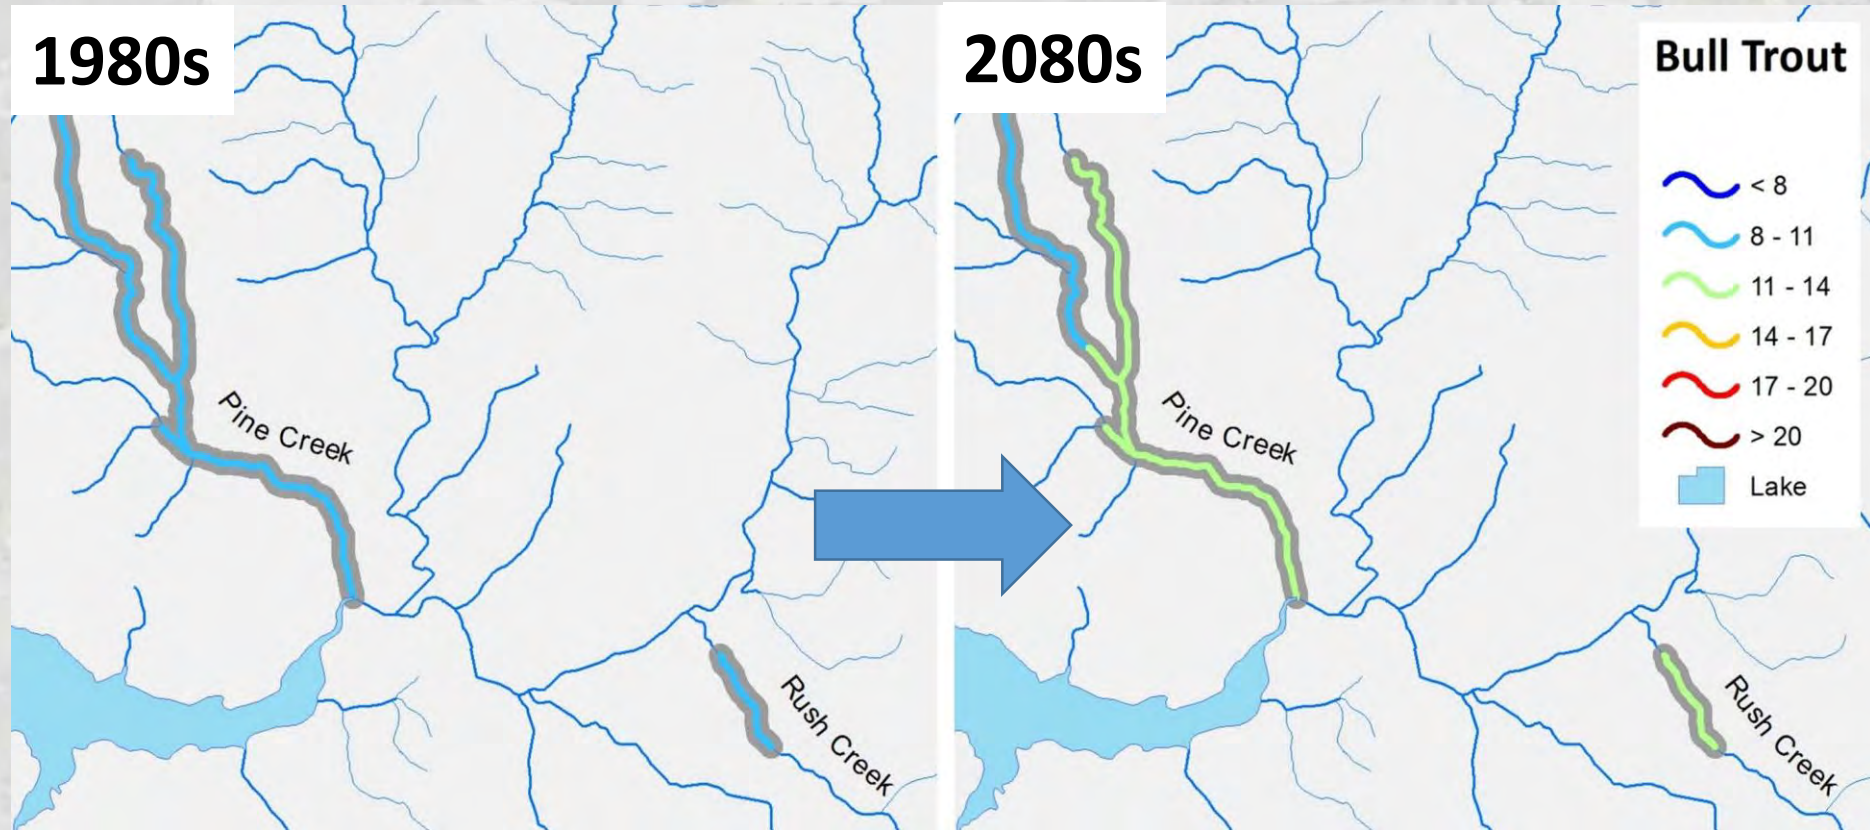 1980s
Pine Creek
Rush Creek
2080s
Pine Creek
Rush Creek
Bull Trout
< 8
8 - 11
11 - 14
14 - 17
17 - 20
> 20
Lake